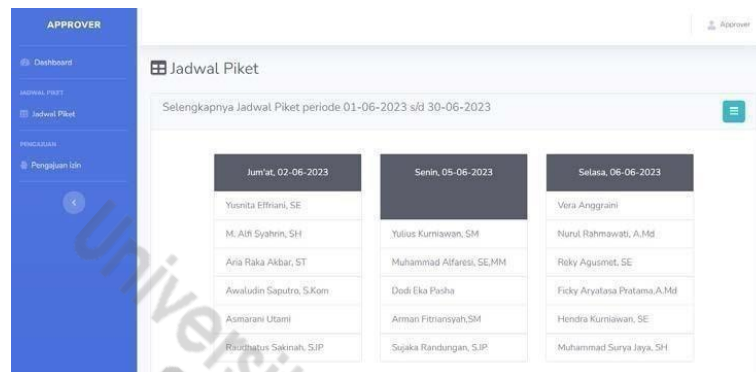 APPROVER
Approver
Dashboard
JADWAL PIKET
Jadwal Piket
PENGAJUAN
Pengajuan Izin
Jadwal Piket
Selengkapnya Jadwal Piket periode 01-06-2023 s/d 30-06-2023
Jum'at, 02-06-2023
Yusnita Effriani, SE
M. Alfi Syahrin, SH
Aria Raka Akbar, ST
Awaludin Saputro, S.Kom
Asmarani Utami
Raudhatus Sakinah, S.IP
Senin, 05-06-2023
Yulius Kurniawan, SM
Muhammad Alfaresi, SE,MM
Dodi Eka Pasha
Arman Fitriansyah,SM
Sujaka Randungan, S.IP
Selasa, 06-06-2023
Vera Anggraini
Nurul Rahmawati, A.Md
Reky Agusmet, SE
Ficky Aryatasa Pratama,A.Md
Hendra Kurniawan, SE
Muhammad Surya Jaya, SH